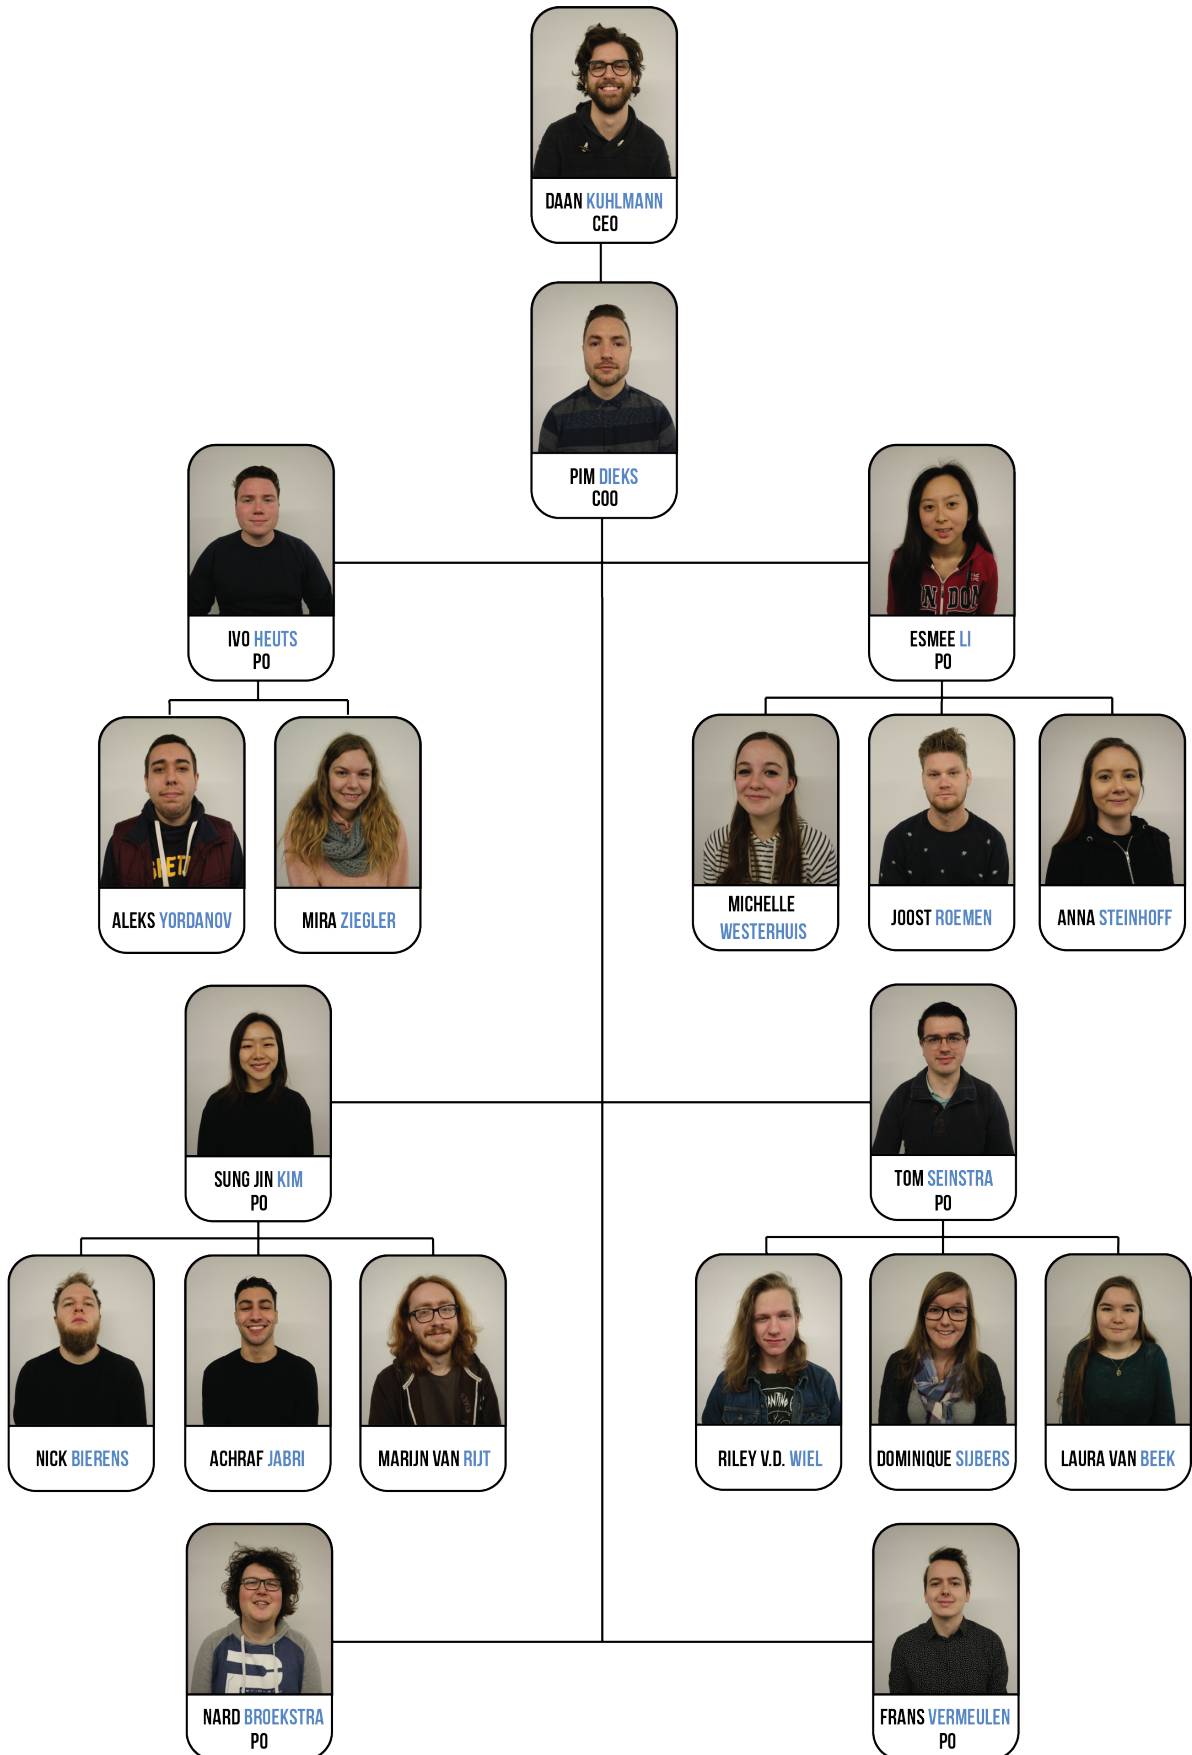 DAAN KUHLMANN
CEO
PIM DIEKS
COO
IVO HEUTS
PO
ESMEE LI
PO
ALEKS YORDANOV
MIRA ZIEGLER
MICHELLE
WESTERHUIS
JOOST ROEMEN
ANNA STEINHOFF
SUNG JIN KIM
PO
TOM SEINSTRA
PO
NICK BIERENS
ACHRAF JABRI
MARIJN VAN RIJT
RILEY V.D. WIEL
DOMINIQUE SIJBERS
LAURA VAN BEEK
NARD BROEKSTRA
PO
FRANS VERMEULEN
PO